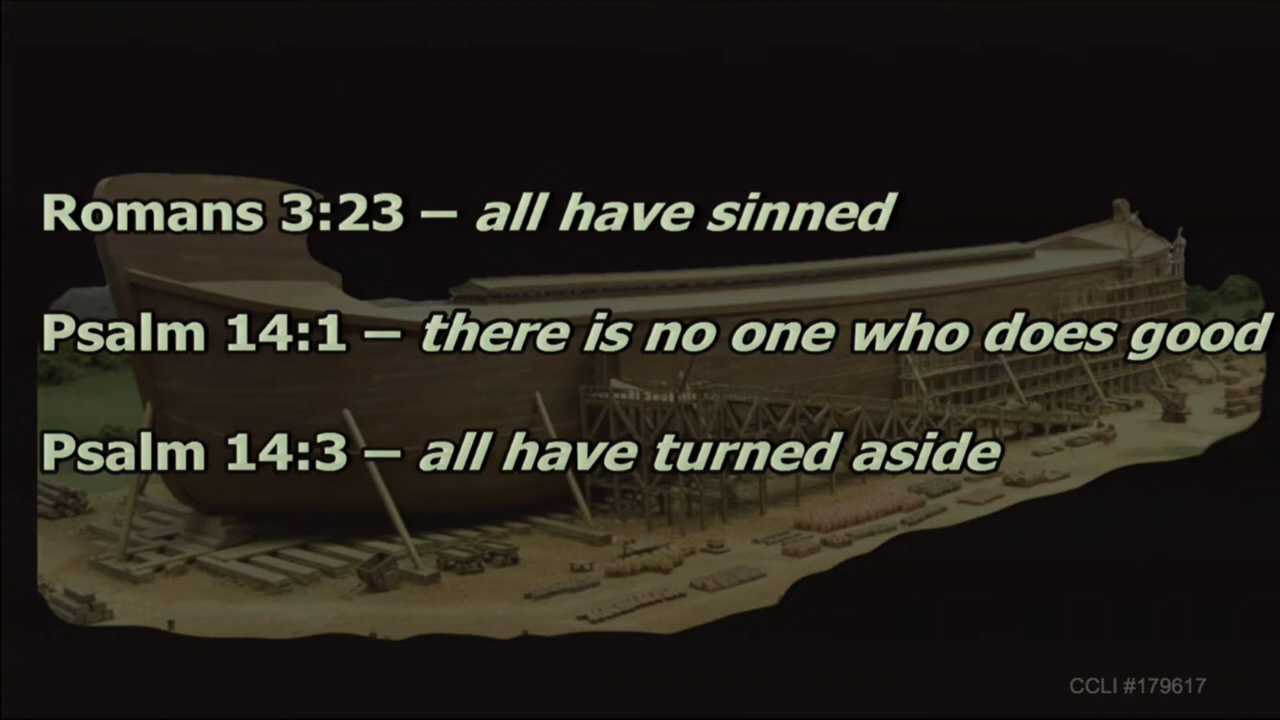 Romans 3:23 – all have sinned
Psalm 14:1 – there is no one who does good
Psalm 14:3 – all have turned aside
CCLI #179617